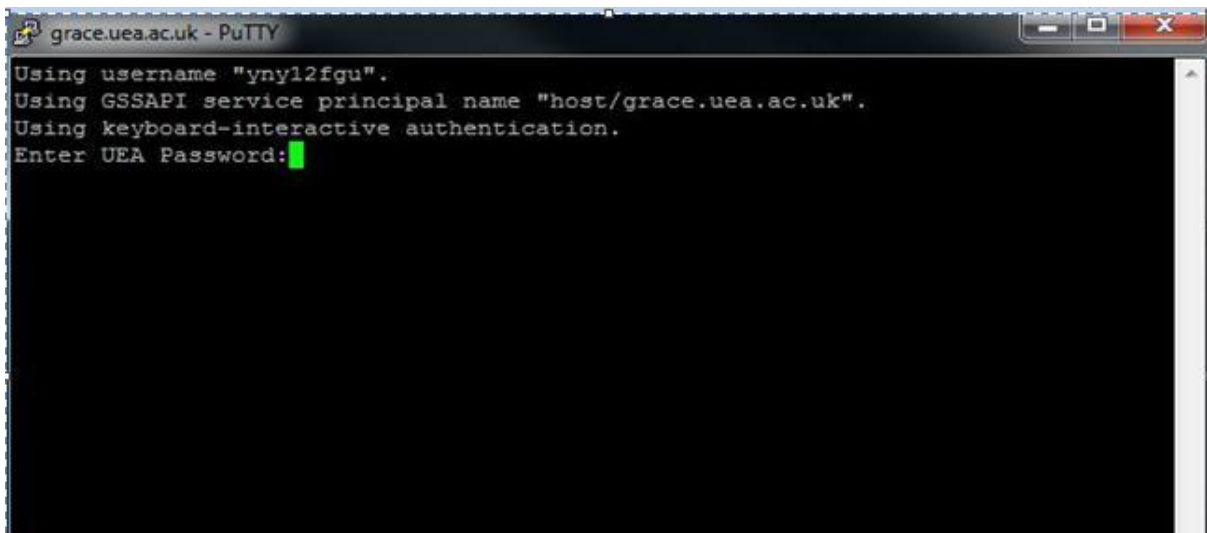 grace.uea.ac.uk - PuTTY
Using username "yny12fgu".
Using GSSAPI service principal name "host/grace.uea.ac.uk".
Using keyboard-interactive authentication.
Enter UEA Password: